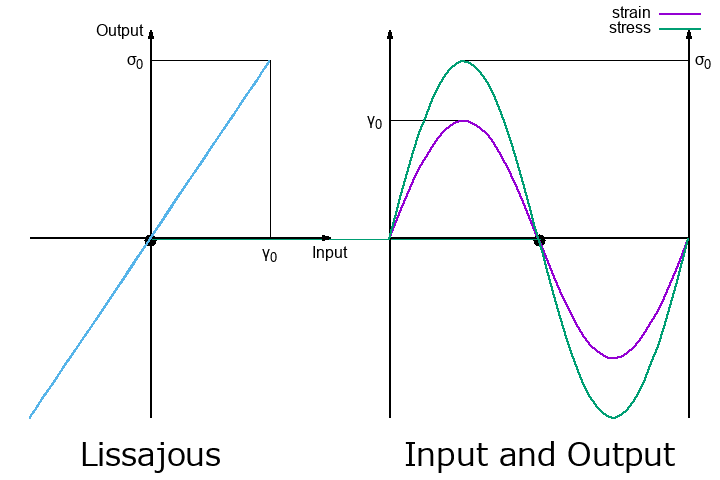 Output
σ0
γ0
Input
Lissajous
strain
stress
σ0
γ0
Input and Output